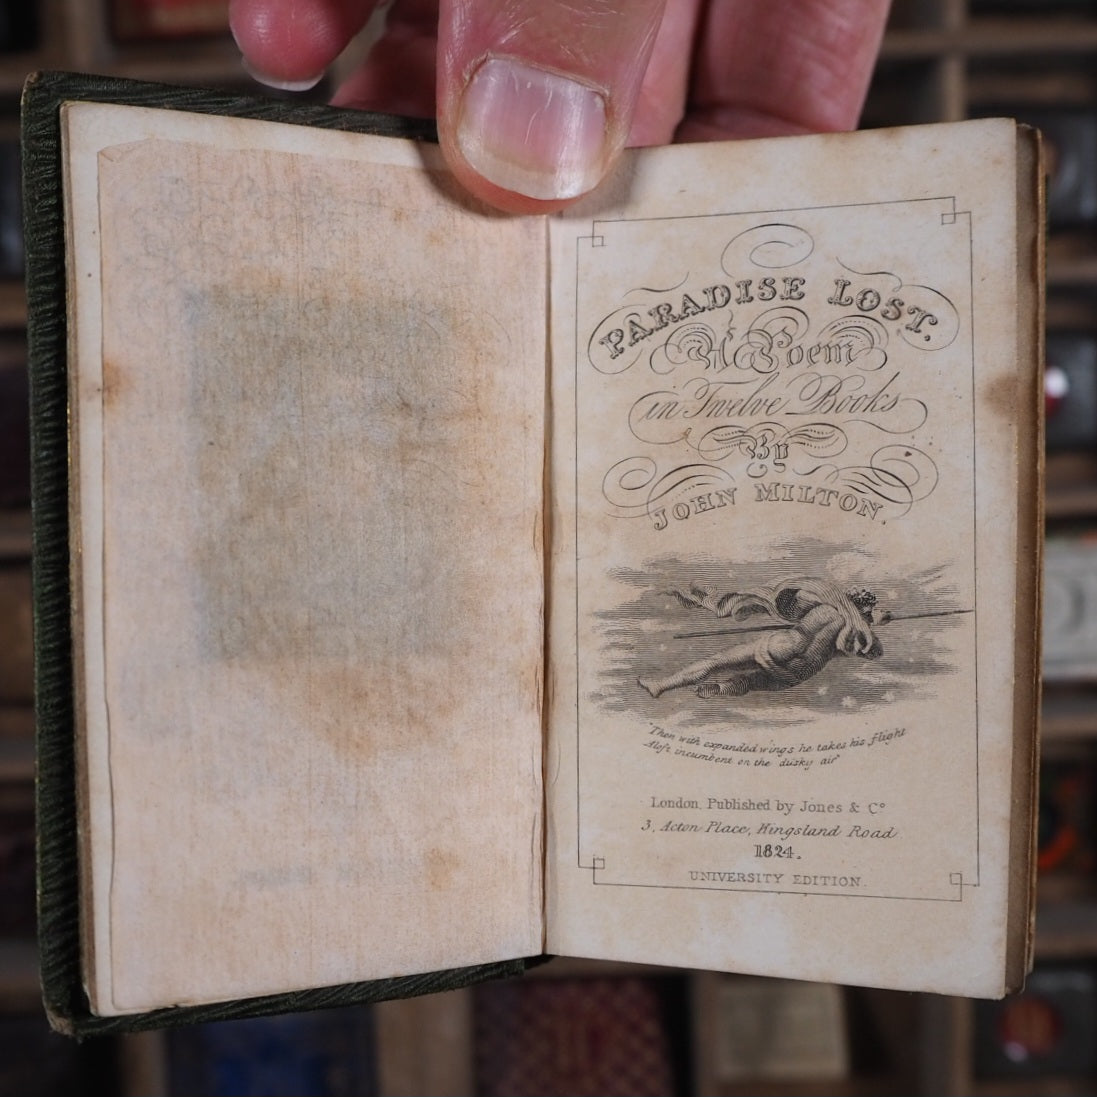 PARADISE LOST.
A Poem
in Twelve Books
By
JOHN MILTON.
"Then with expanded wings he takes his flight
Aloft incumbent on the dusky air"
London. Published by Jones & Co
3, Acton Place, Kingsland Road.
1824.
UNIVERSITY EDITION.